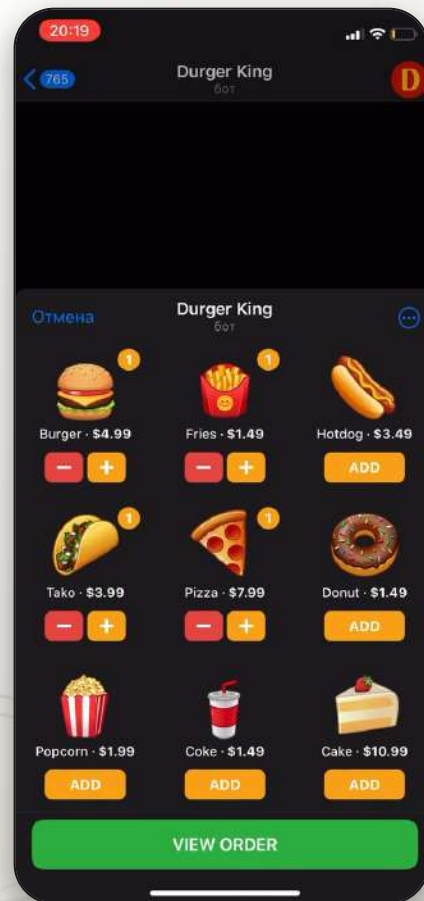 20:19
765
Durger King
бот
D
Отмена
Durger King
бот
1
1
Burger · $4.99
Fries · $1.49
Hotdog · $3.49
− +
− +
ADD
1
1
Tako · $3.99
Pizza · $7.99
Donut · $1.49
− +
− +
ADD
Popcorn · $1.99
Coke · $1.49
Cake · $10.99
ADD
ADD
ADD
VIEW ORDER